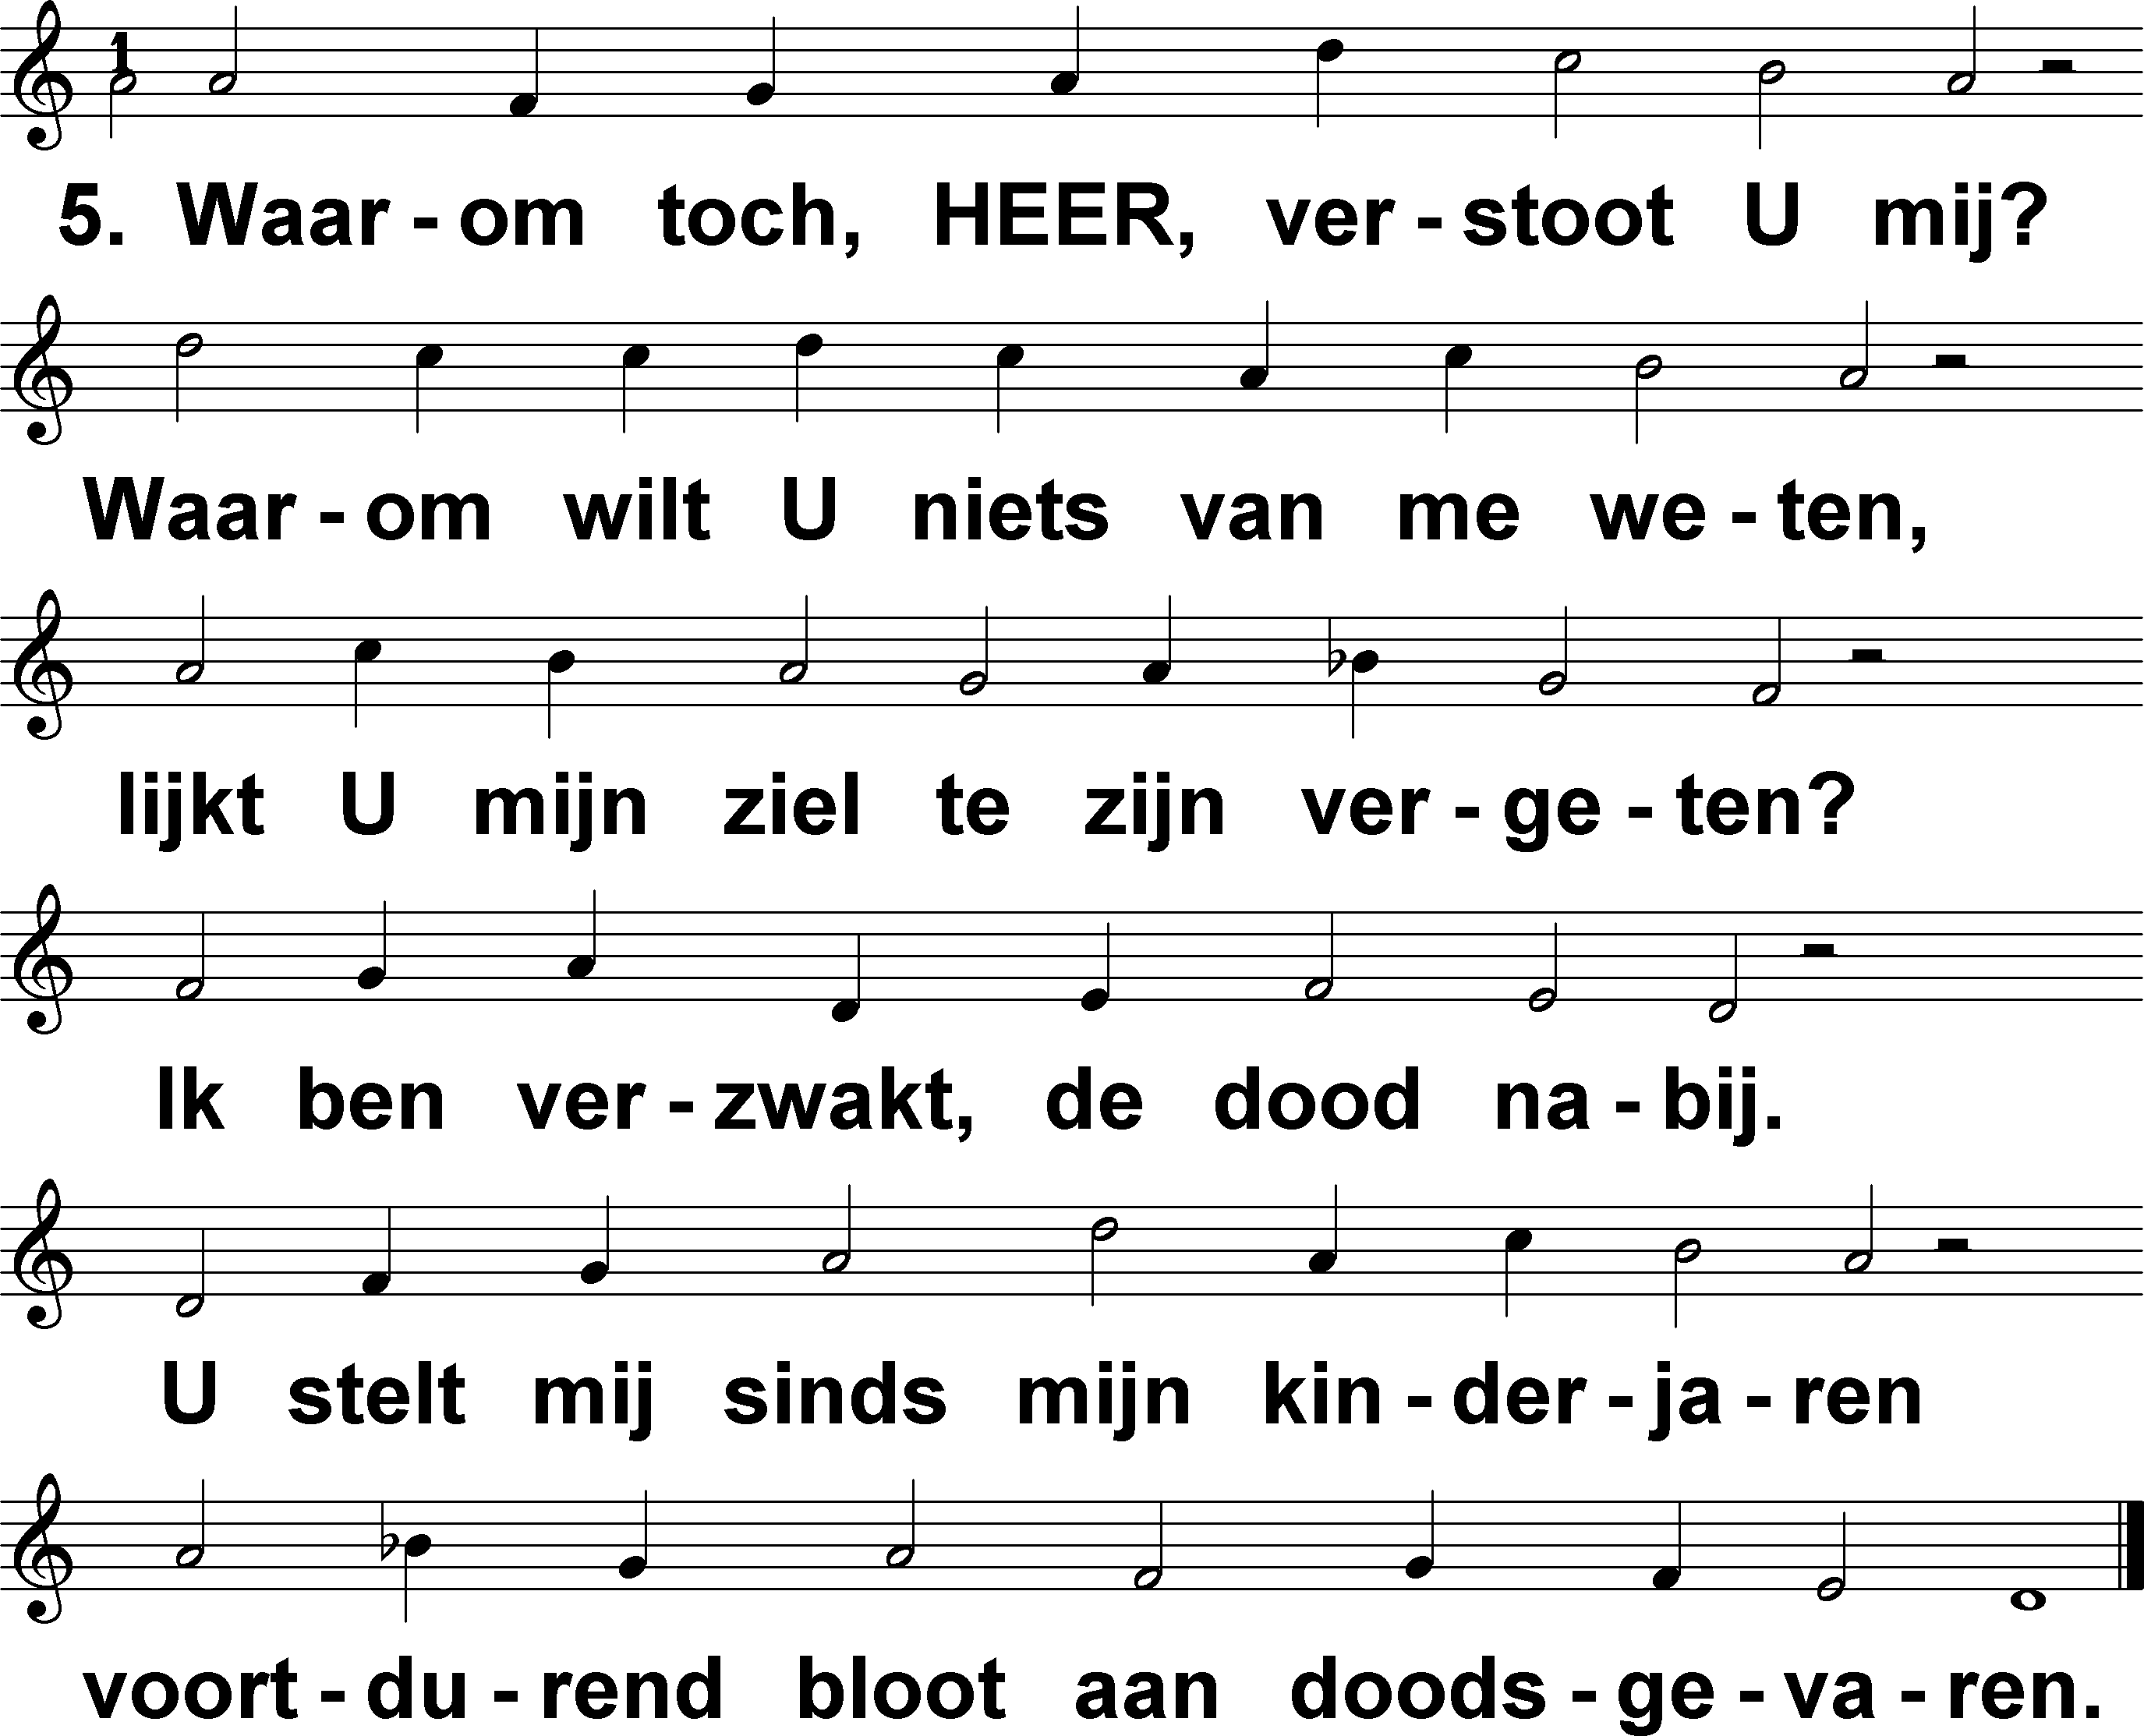 1
5. Waar - om toch, HEER, ver - stoot U mij?
Waar - om wilt U niets van me we - ten,
lijkt U mijn ziel te zijn ver - ge - ten?
Ik ben ver - zwakt, de dood na - bij.
U stelt mij sinds mijn kin - der - ja - ren
voort - du - rend bloot aan doods - ge - va - ren.